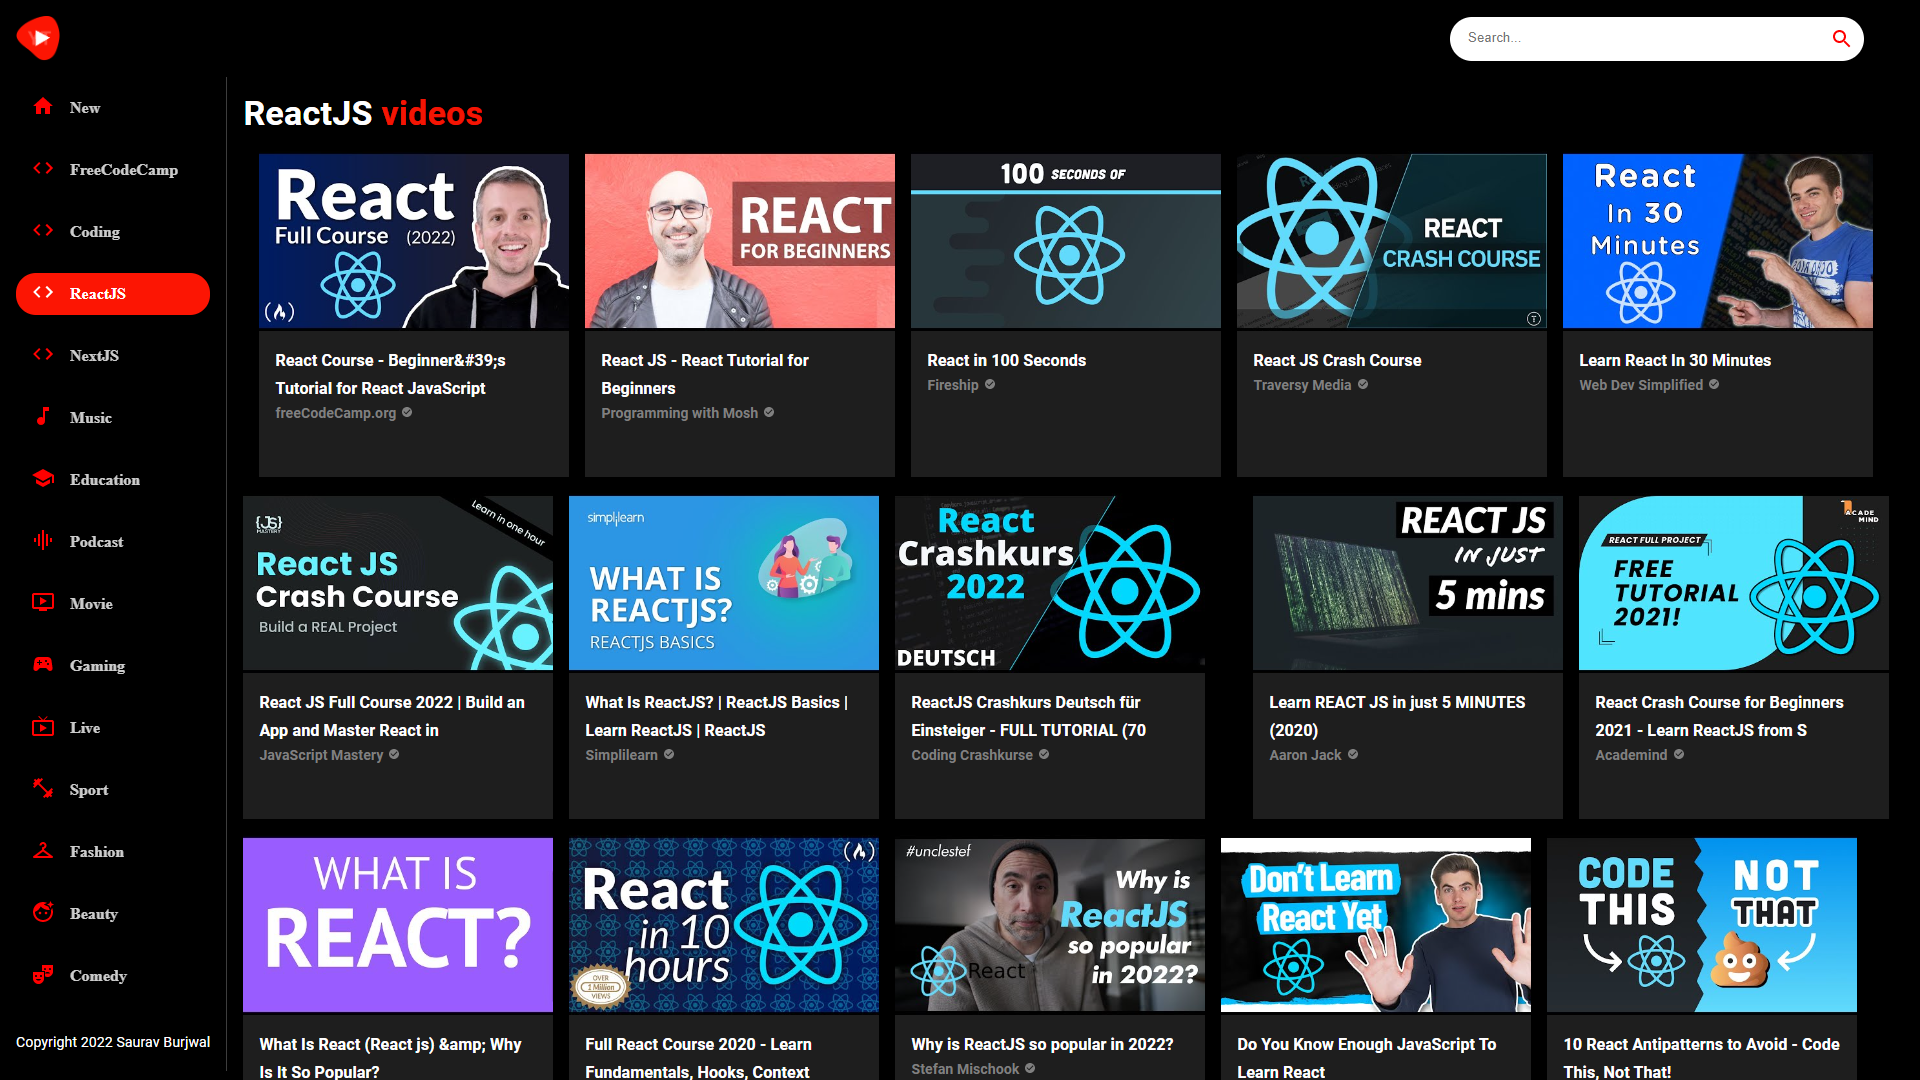 Search...
New
FreeCodeCamp
Coding
ReactJS
NextJS
Music
Education
Podcast
Movie
Gaming
Live
Sport
Fashion
Beauty
Comedy
Copyright 2022 Saurav Burjwal
ReactJS videos
React
Full Course (2022)
React Course - Beginner&#39;s
Tutorial for React JavaScript
freeCodeCamp.org
REACT
FOR BEGINNERS
React JS - React Tutorial for
Beginners
Programming with Mosh
100 SECONDS OF
React in 100 Seconds
Fireship
REACT
CRASH COURSE
React JS Crash Course
Traversy Media
React
In 30
Minutes
Learn React In 30 Minutes
Web Dev Simplified
{JS}
MASTERY
Learn in one hour
React JS
Crash Course
Build a REAL Project
React JS Full Course 2022 | Build an
App and Master React in
JavaScript Mastery
simplilearn
WHAT IS
REACTJS?
REACTJS BASICS
What Is ReactJS? | ReactJS Basics |
Learn ReactJS | ReactJS
Simplilearn
React
Crashkurs
2022
DEUTSCH
ReactJS Crashkurs Deutsch für
Einsteiger - FULL TUTORIAL (70
Coding Crashkurse
REACT JS
IN JUST
5 mins
Learn REACT JS in just 5 MINUTES
(2020)
Aaron Jack
ACADE
MIND
REACT FULL PROJECT
FREE
TUTORIAL
2021!
React Crash Course for Beginners
2021 - Learn ReactJS from S
Academind
WHAT IS
REACT?
What Is React (React js) &amp; Why
Is It So Popular?
React
in 10
hours
OVER
1 Million
VIEWS
Full React Course 2020 - Learn
Fundamentals, Hooks, Context
#unclestef
Why is
ReactJS
so popular
in 2022?
React
Why is ReactJS so popular in 2022?
Stefan Mischook
Don't Learn
React Yet
Do You Know Enough JavaScript To
Learn React
CODE
THIS
NOT
THAT
10 React Antipatterns to Avoid - Code
This, Not That!